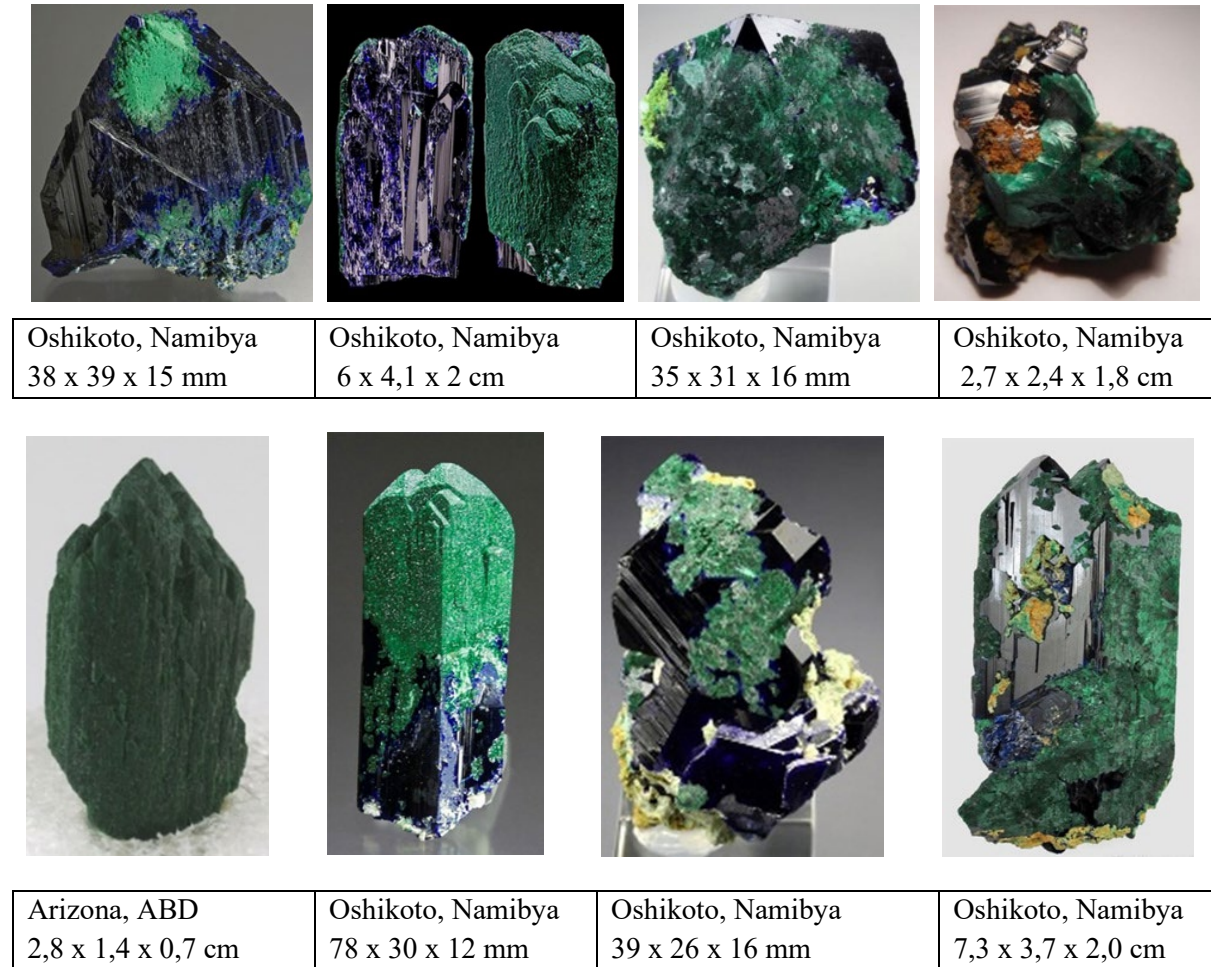 Oshikoto, Namibya
38 x 39 x 15 mm
Oshikoto, Namibya
6 x 4,1 x 2 cm
Oshikoto, Namibya
35 x 31 x 16 mm
Oshikoto, Namibya
2,7 x 2,4 x 1,8 cm
Arizona, ABD
2,8 x 1,4 x 0,7 cm
Oshikoto, Namibya
78 x 30 x 12 mm
Oshikoto, Namibya
39 x 26 x 16 mm
Oshikoto, Namibya
7,3 x 3,7 x 2,0 cm